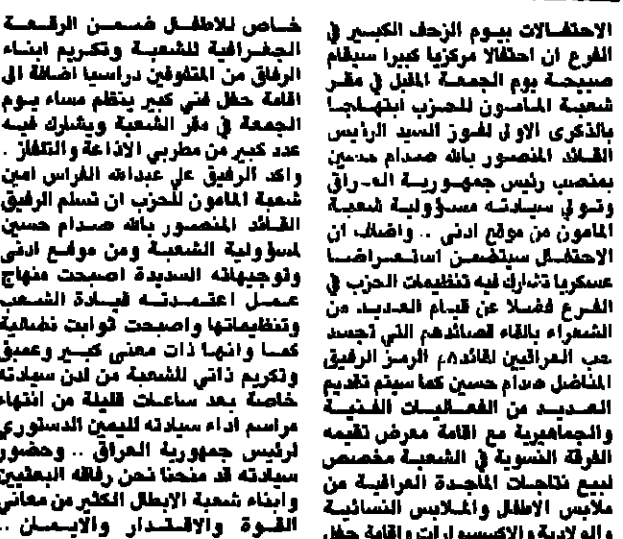 الاحتفالات بيوم الزحف الكبير في
الفرع ان احتفالا مركزيا كبيرا سيقام
صبيحة يوم الجمعة المقبل في مقر
شعبة المامون للحزب ابتهاجا
بالذكرى الاولى لفوز السيد الرئيس
القائد المنصور بالله صدام حسين
بمنصب رئيس جمهورية العراق
وتولي سيادته مسؤولية شعبة
المامون من موقع ادنى .. واضاف ان
الاحتفال سيتضمن استعراضا
عسكريا تشارك فيه تنظيمات الحزب في
الفرع فضلا عن قيام العديد من
الشعراء بالقاء قصائدهم التي تجسد
حب العراقيين لقائدهم الرمز الرفيق
المناضل صدام حسين كما سيتم تقديم
العديد من الفعاليات الفنية
والجماهيرية مع اقامة معرض تقيمه
الفرقة النسوية في الشعبة مخصص
لبيع نتاجات الماجدة العراقية من
ملابس الاطفال والملابس النسائية
والولادية والاكسسوارات واقامة حفل
خاص للاطفال ضمن الرقعة
الجغرافية للشعبة وتكريم ابناء
الرفاق من المتفوقين دراسيا اضافة الى
اقامة حفل فني كبير ينظم مساء يوم
الجمعة في مقر الشعبة ويشارك فيه
عدد كبير من مطربي الاذاعة والتلفاز .
واكد الرفيق علي عبدالله الفراس امين
شعبة المامون للحزب ان تسلم الرفيق
القائد المنصور بالله صدام حسين
لمسؤولية الشعبة ومن موقع ادنى
وتوجيهاته السديدة اصبحت منهاج
عمل اعتمدته قيادة الشعب
وتنظيماتها واصبحت ثوابت نضالية
كما وانها ذات معنى كبير وعميق
وتكريم ذاتي للشعبة من لدن سيادته
خاصة بعد ساعات قليلة من انتهاء
مراسم اداء سيادته لليمين الدستوري
لرئيس جمهورية العراق .. وحضور
سيادته قد منحنا نحن رفاقه البعثيين
وابناء شعبة الابطال الكثير من معاني
القوة والاقتدار والايمان ..